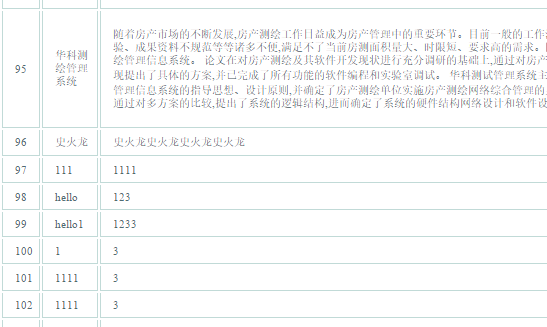 95
华科测
绘管理
系统
随着房产市场的不断发展,房产测绘工作日益成为房产管理中的重要环节。目前一般的工作
验、成果资料不规范等等诸多不便,满足不了当前房测面积量大、时限短、要求高的需求。
绘管理信息系统。 论文在对房产测绘及其软件开发现状进行充分调研的基础上,通过对房产
现提出了具体的方案,并已完成了所有功能的软件编程和实验室调试。 华科测试管理系统
管理信息系统的指导思想、设计原则,并确定了房产测绘单位实施房产测绘网络综合管理的
通过对多方案的比较,提出了系统的逻辑结构,进而确定了系统的硬件结构网络设计和软件设
96 史火龙 史火龙史火龙史火龙史火龙
97 111 1111
98 hello 123
99 hello1 1233
100 1 3
101 1111 3
102 1111 3